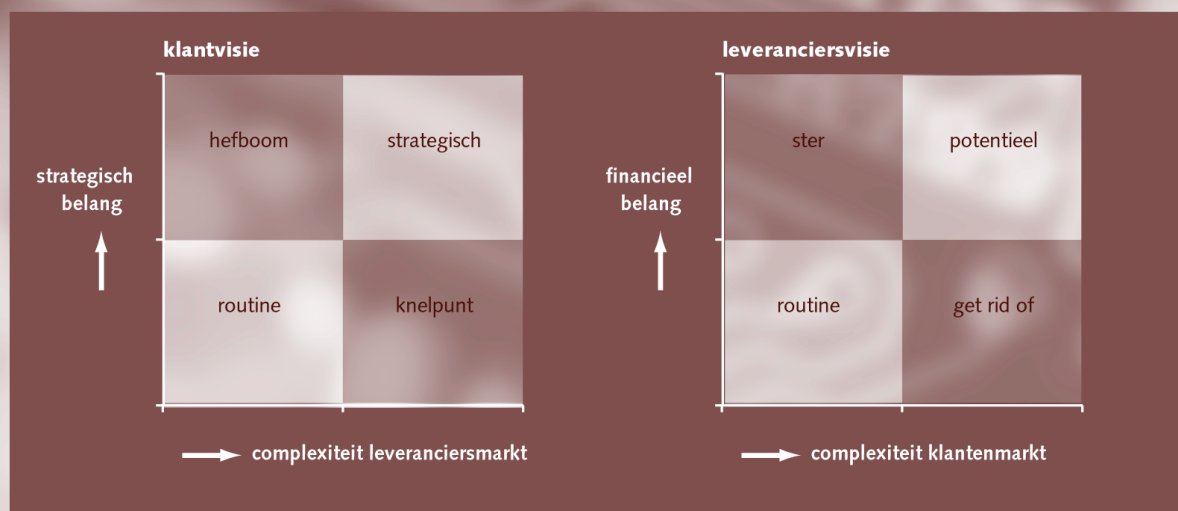 klantvisie
hefboom
strategisch
strategisch
belang
routine
knelpunt
complexiteit leveranciersmarkt
leveranciersvisie
ster
potentieel
financieel
belang
routine
get rid of
complexiteit klantenmarkt